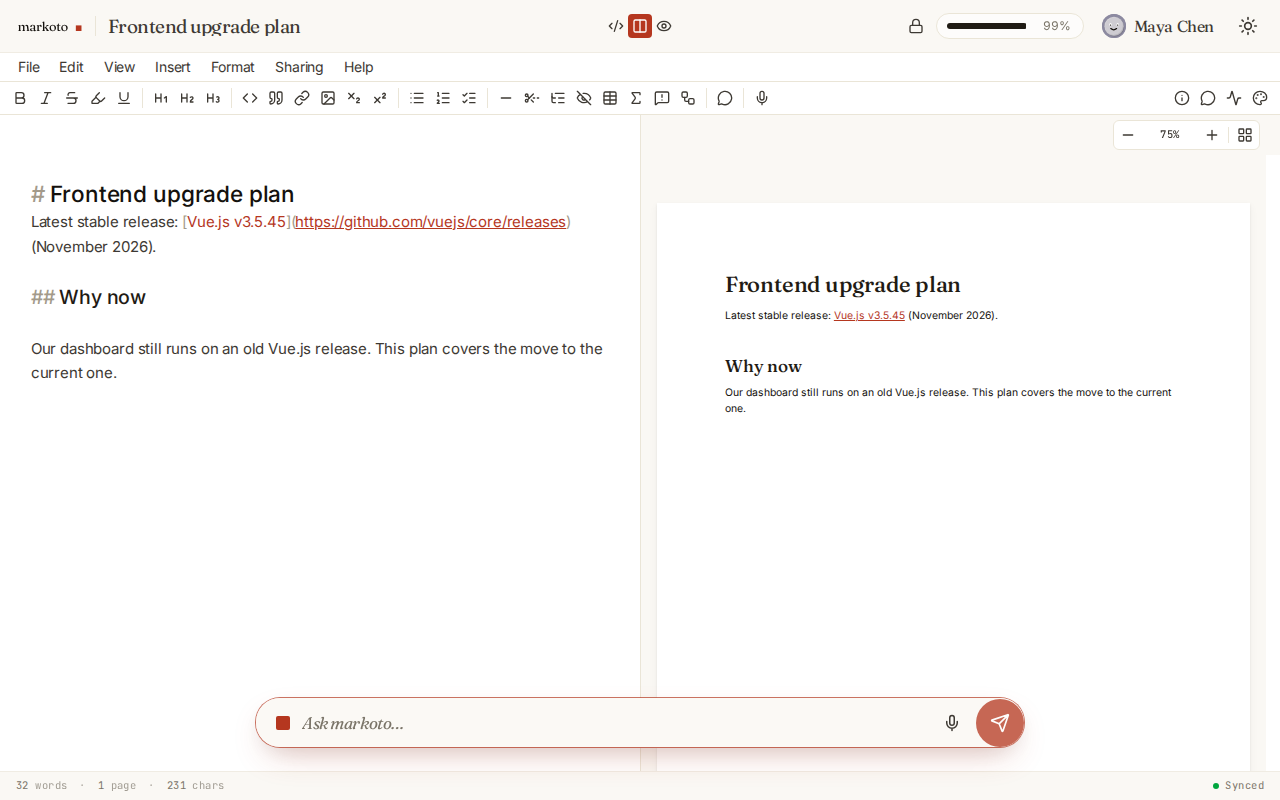 markoto
Frontend upgrade plan
99%
Maya Chen
File Edit View Insert Format Sharing Help
H1 H2 H3
75%
# Frontend upgrade plan
Latest stable release: [Vue.js v3.5.45](https://github.com/vuejs/core/releases)
(November 2026).
## Why now
Our dashboard still runs on an old Vue.js release. This plan covers the move to the
current one.
Frontend upgrade plan
Latest stable release: Vue.js v3.5.45 (November 2026).
Why now
Our dashboard still runs on an old Vue.js release. This plan covers the move to the current
one.
Ask markoto...
32 words · 1 page · 231 chars
Synced